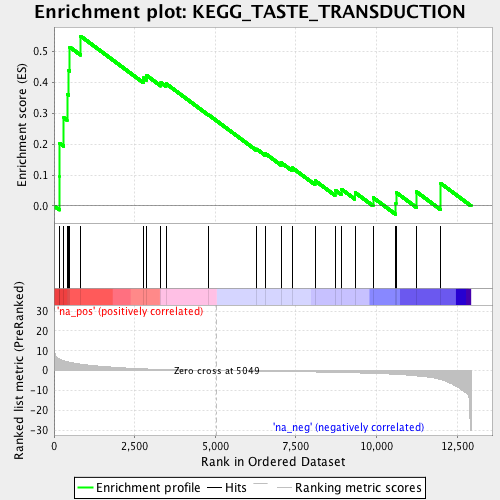 Enrichment plot: KEGG_TASTE_TRANSDUCTION
Enrichment score (ES)
0.5
0.4
0.3
0.2
0.1
0.0
Ranked list metric (PreRanked)
30
20
10
0
-10
-20
-30
'na_pos' (positively correlated)
Zero cross at 5049
'na_neg' (negatively correlated)
0 2,500 5,000 7,500 10,000 12,500
Rank in Ordered Dataset
Enrichment profile Hits Ranking metric scores